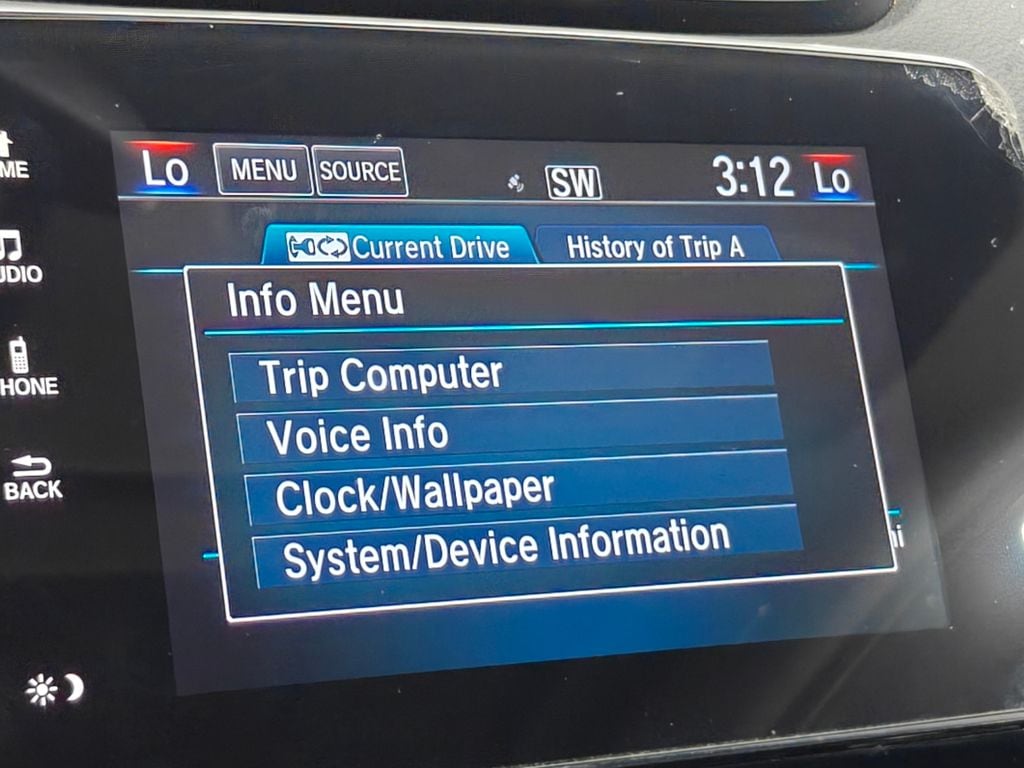 ME
Lo MENU SOURCE SW 3:12 Lo
Current Drive History of Trip A
UDIO
Info Menu
Trip Computer
HONE
Voice Info
BACK
Clock/Wallpaper
System/Device Information